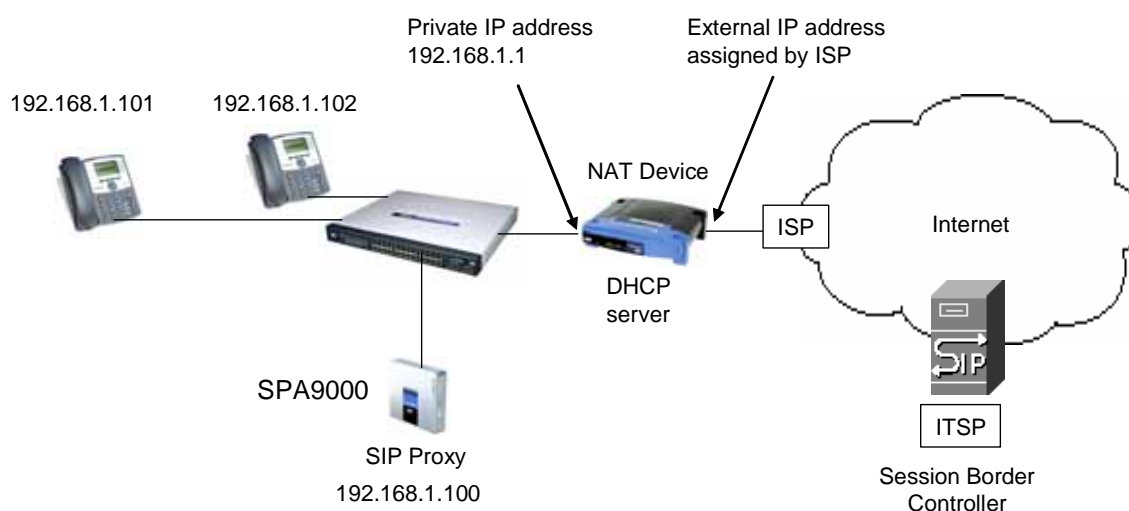 Private IP address
192.168.1.1
External IP address
assigned by ISP
192.168.1.101
192.168.1.102
NAT Device
ISP
Internet
DHCP
server
SPA9000
SIP Proxy
192.168.1.100
SIP
ITSP
Session Border
Controller